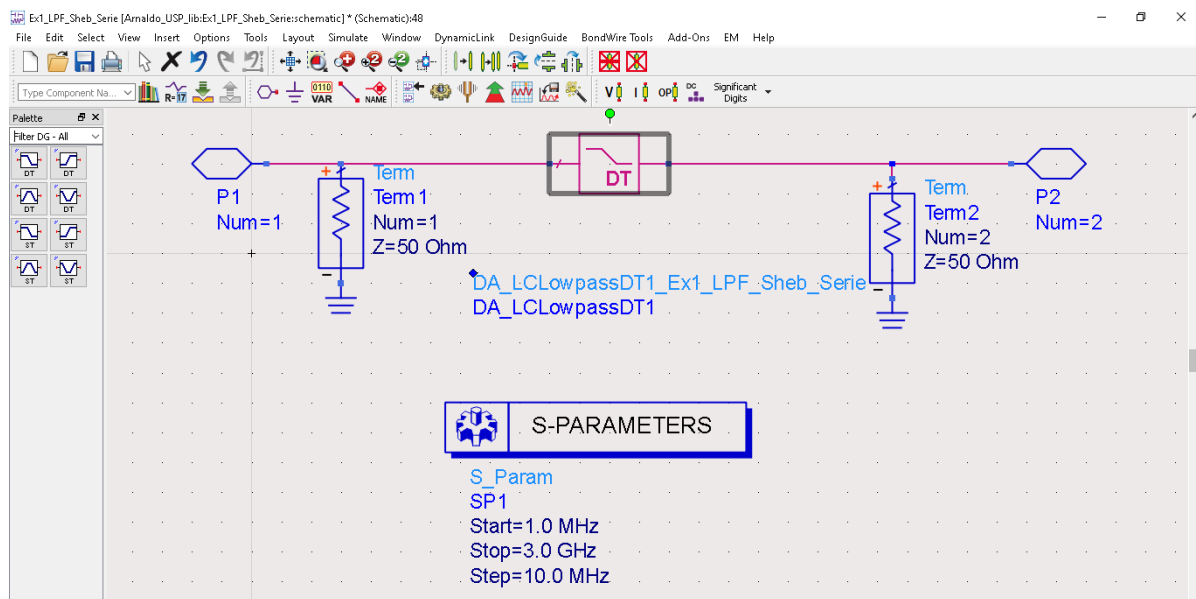 Ex1_LPF_Sheb_Serie [Arnaldo_USP_lib:Ex1_LPF_Sheb_Serie:schematic] * (Schematic):48
File Edit Select View Insert Options Tools Layout Simulate Window DynamicLink DesignGuide BondWire Tools Add-Ons EM Help
Type Component Na... R=17 0110 VAR NAME V I OP DC Significant Digits
Palette
Filter DG - All
DT DT
DT DT
ST ST
ST ST
P1
Num=1
Term
Term1
Num=1
Z=50 Ohm
DT
DA_LCLowpassDT1_Ex1_LPF_Sheb_Serie
DA_LCLowpassDT1
Term
Term2
Num=2
Z=50 Ohm
P2
Num=2
S-PARAMETERS
S_Param
SP1
Start=1.0 MHz
Stop=3.0 GHz
Step=10.0 MHz